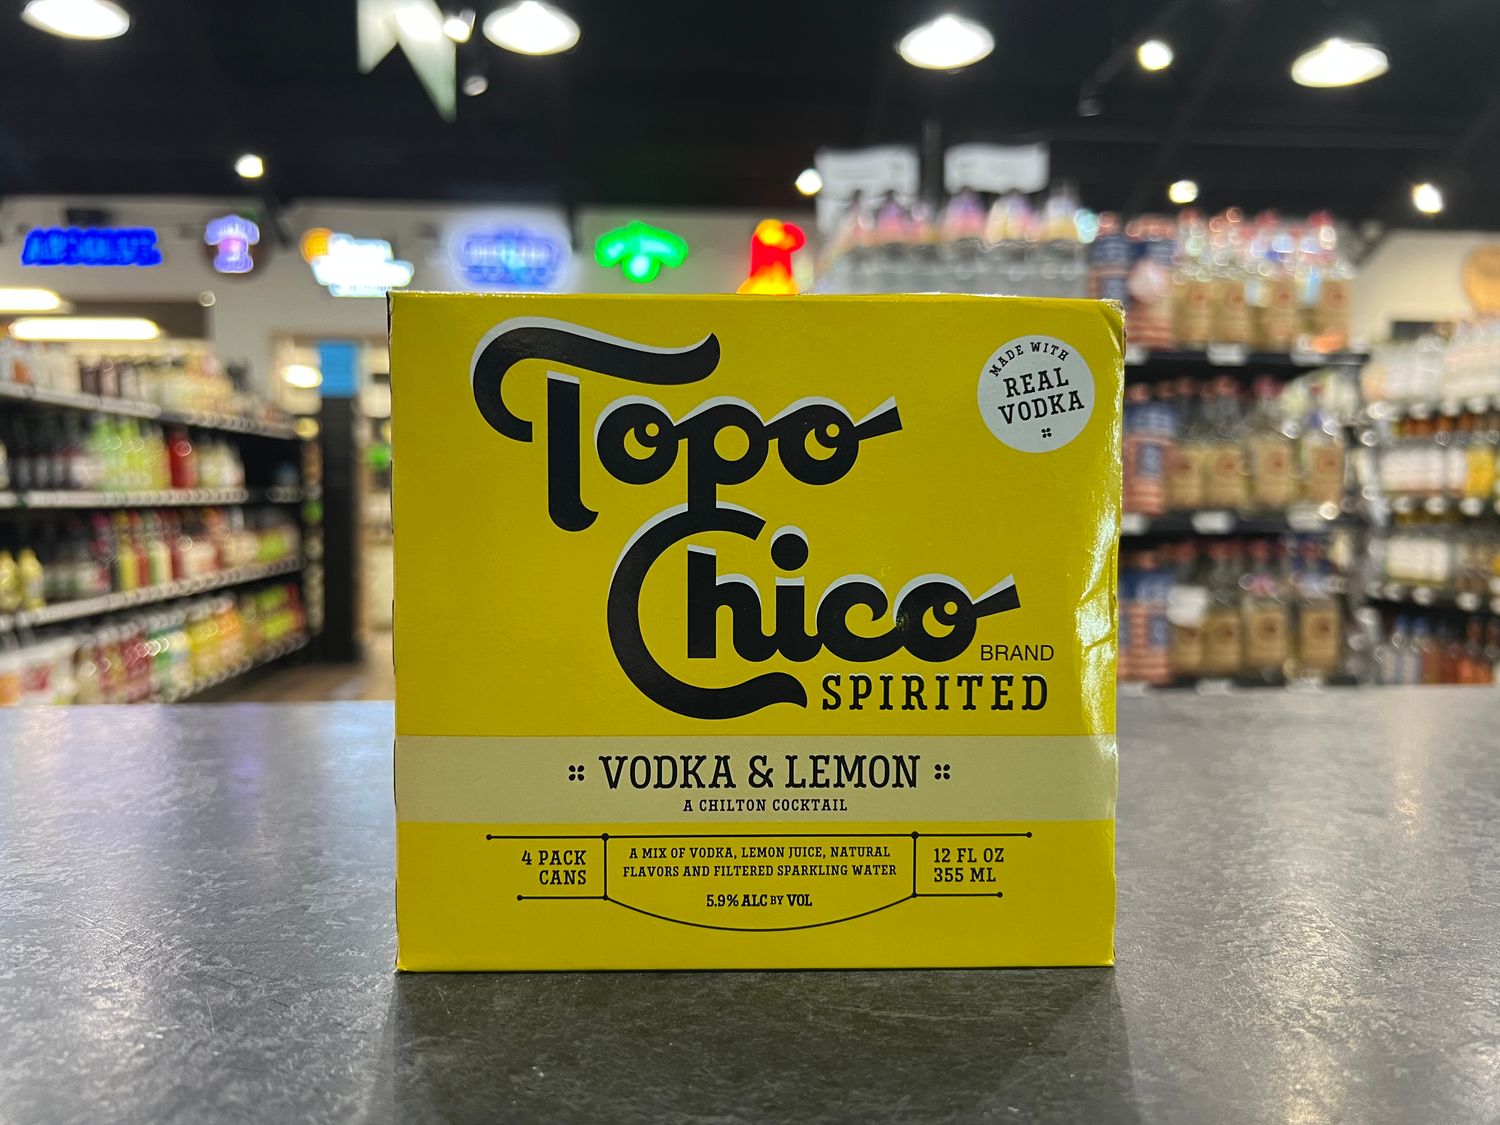 Topo
Chico
BRAND
SPIRITED
MADE WITH
REAL
VODKA
VODKA & LEMON
A CHILTON COCKTAIL
4 PACK
CANS
A MIX OF VODKA, LEMON JUICE, NATURAL
FLAVORS AND FILTERED SPARKLING WATER
5.9% ALC BY VOL
12 FL OZ
355 ML